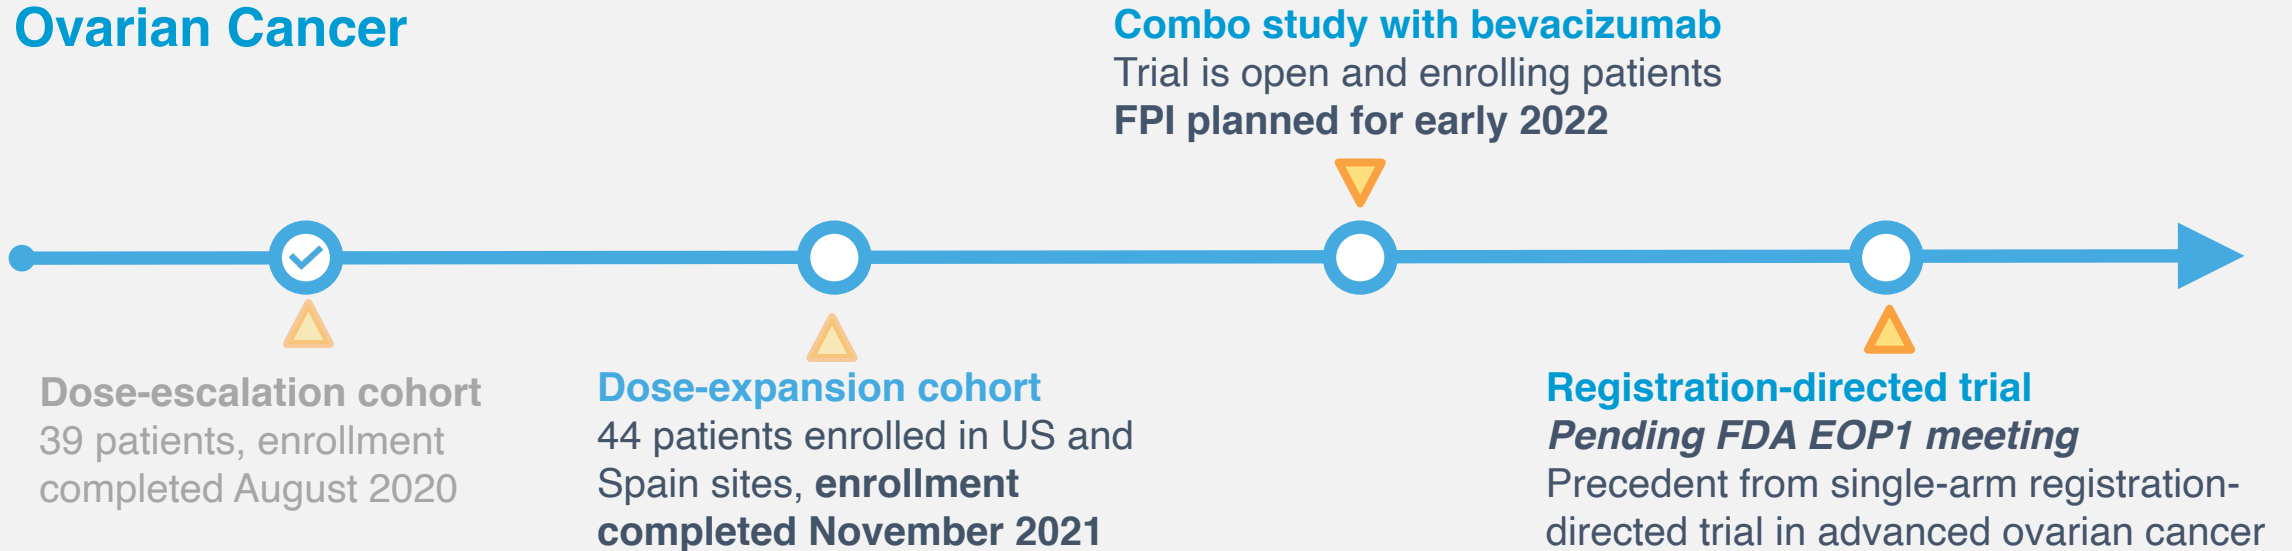 Ovarian Cancer
Combo study with bevacizumab
Trial is open and enrolling patients
FPI planned for early 2022
Dose-escalation cohort
39 patients, enrollment
completed August 2020
Dose-expansion cohort
44 patients enrolled in US and
Spain sites, enrollment
completed November 2021
Registration-directed trial
Pending FDA EOP1 meeting
Precedent from single-arm registration-
directed trial in advanced ovarian cancer